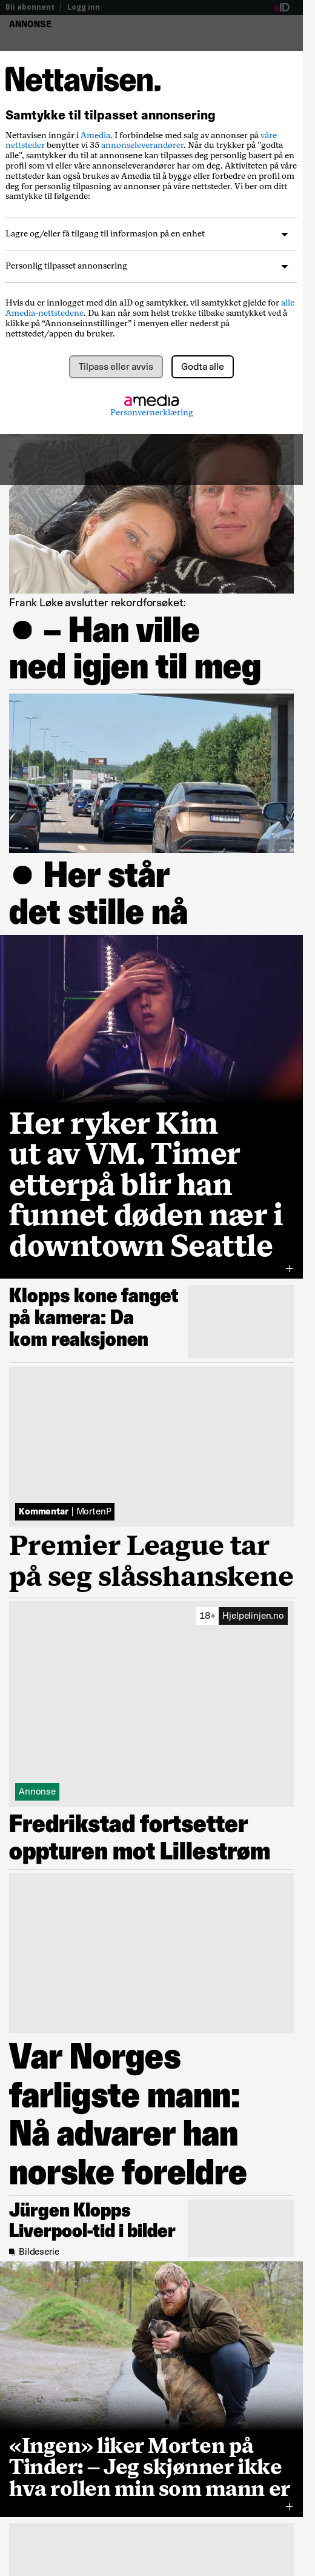 Bli abonnent | Logg inn
aID
ANNONSE
Nettavisen.
Samtykke til tilpasset annonsering
Nettavisen inngår i Amedia. I forbindelse med salg av annonser på våre
nettsteder benytter vi 35 annonseleverandører. Når du trykker på "godta
alle", samtykker du til at annonsene kan tilpasses deg personlig basert på en
profil som vi eller våre annonseleverandører har om deg. Aktiviteten på våre
nettsteder kan også brukes av Amedia til å bygge eller forbedre en profil om
deg for personlig tilpasning av annonser på våre nettsteder. Vi ber om ditt
samtykke til følgende:
Lagre og/eller få tilgang til informasjon på en enhet
Personlig tilpasset annonsering
Hvis du er innlogget med din aID og samtykker, vil samtykket gjelde for alle
Amedia-nettstedene. Du kan når som helst trekke tilbake samtykket ved å
klikke på “Annonseinnstillinger” i menyen eller nederst på
nettstedet/appen du bruker.
Tilpass eller avvis
Godta alle
amedia
Personvernerklæring
Frank Løke avslutter rekordforsøket:
● – Han ville
ned igjen til meg
● Her står
det stille nå
Her ryker Kim
ut av VM. Timer
etterpå blir han
funnet døden nær i
downtown Seattle
+
Klopps kone fanget
på kamera: Da
kom reaksjonen
Kommentar | MortenP
Premier League tar
på seg slåsshanskene
18+ Hjelpelinjen.no
Annonse
Fredrikstad fortsetter
oppturen mot Lillestrøm
Var Norges
farligste mann:
Nå advarer han
norske foreldre
Jürgen Klopps
Liverpool-tid i bilder
Bildeserie
«Ingen» liker Morten på
Tinder: – Jeg skjønner ikke
hva rollen min som mann er
+